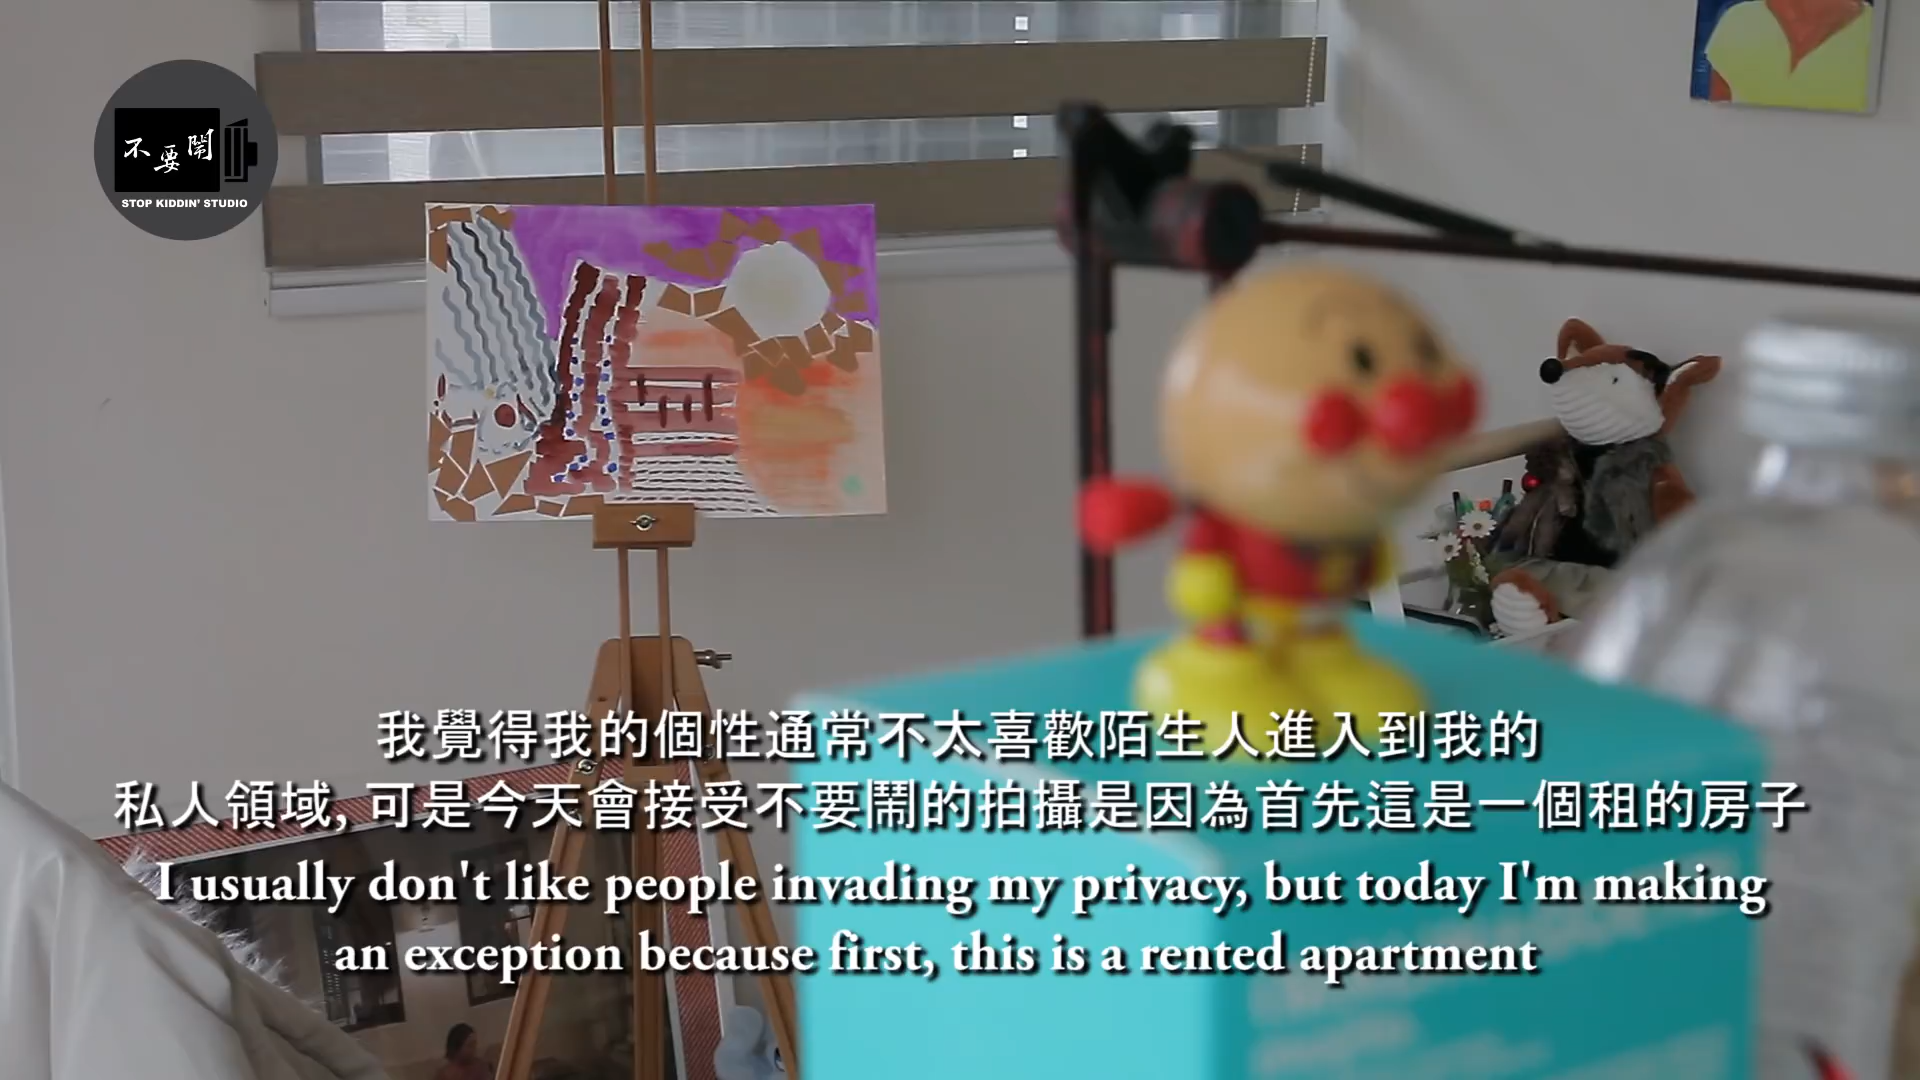 不要鬧
STOP KIDDIN' STUDIO
我覺得我的個性通常不太喜歡陌生人進入到我的
私人領域, 可是今天會接受不要鬧的拍攝是因為首先這是一個租的房子
I usually don't like people invading my privacy, but today I'm making
an exception because first, this is a rented apartment